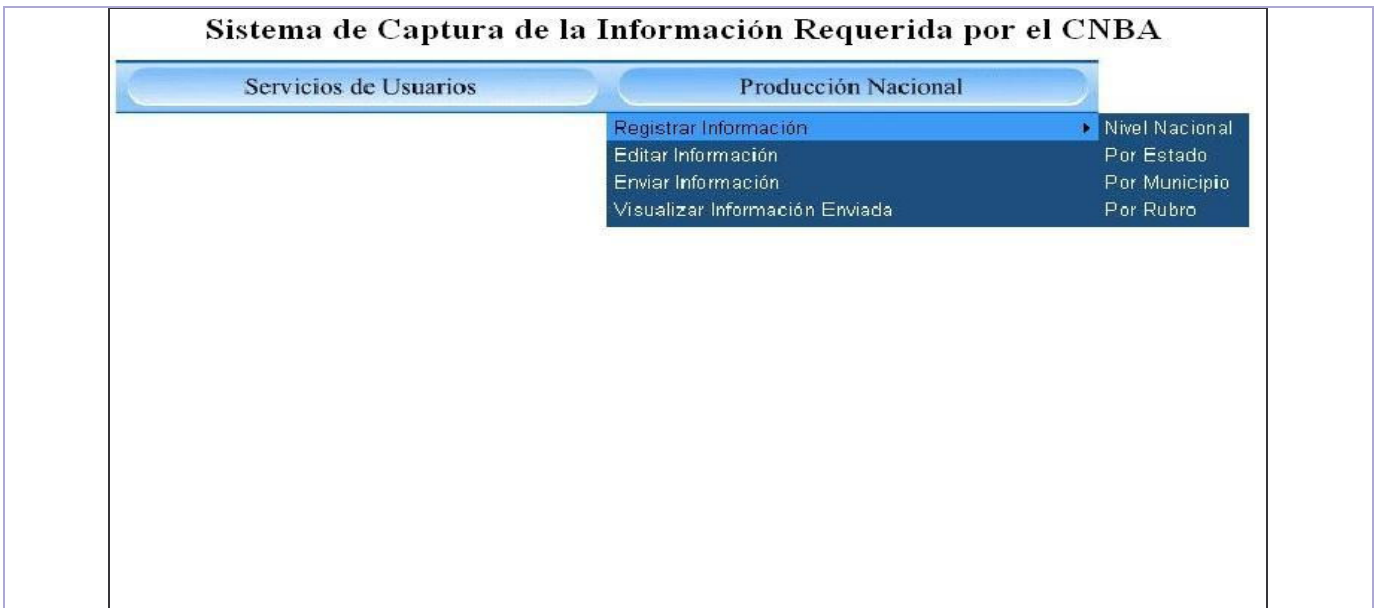 Sistema de Captura de la Información Requerida por el CNBA
Servicios de Usuarios Producción Nacional
Registrar Información Nivel Nacional
Editar Información Por Estado
Enviar Información Por Municipio
Visualizar Información Enviada Por Rubro